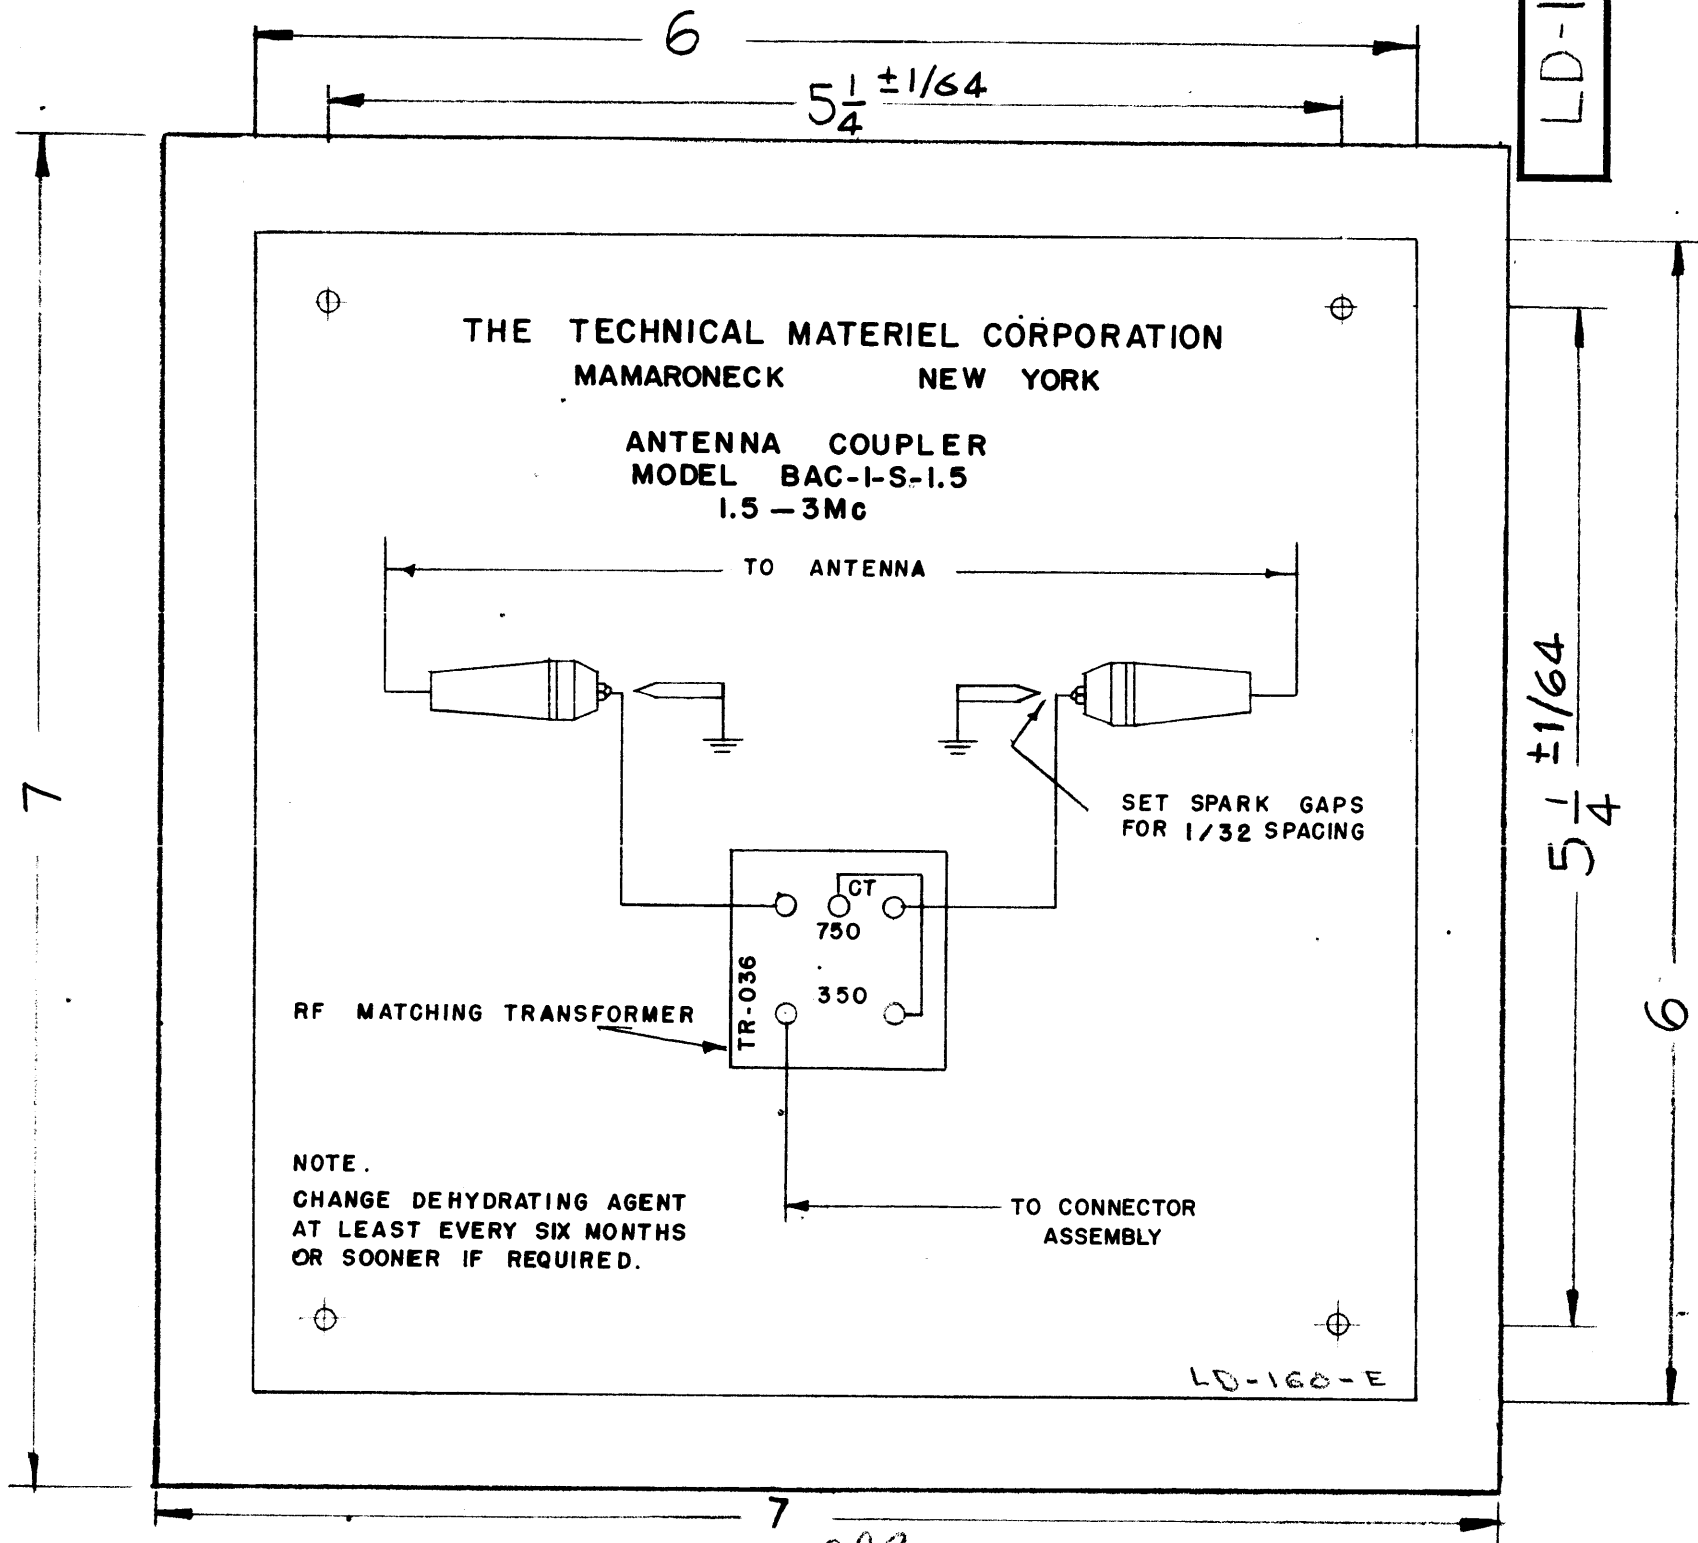 6
5 1/4 ±1/64
LD-1
THE TECHNICAL MATERIEL CORPORATION
MAMARONECK NEW YORK
ANTENNA COUPLER
MODEL BAC-1-S-1.5
1.5 — 3Mc
TO ANTENNA
7
5 1/4 ±1/64
6
SET SPARK GAPS
FOR 1/32 SPACING
CT
750
350
TR-036
RF MATCHING TRANSFORMER
NOTE.
CHANGE DEHYDRATING AGENT
AT LEAST EVERY SIX MONTHS
OR SOONER IF REQUIRED.
TO CONNECTOR
ASSEMBLY
LD-160-E
7